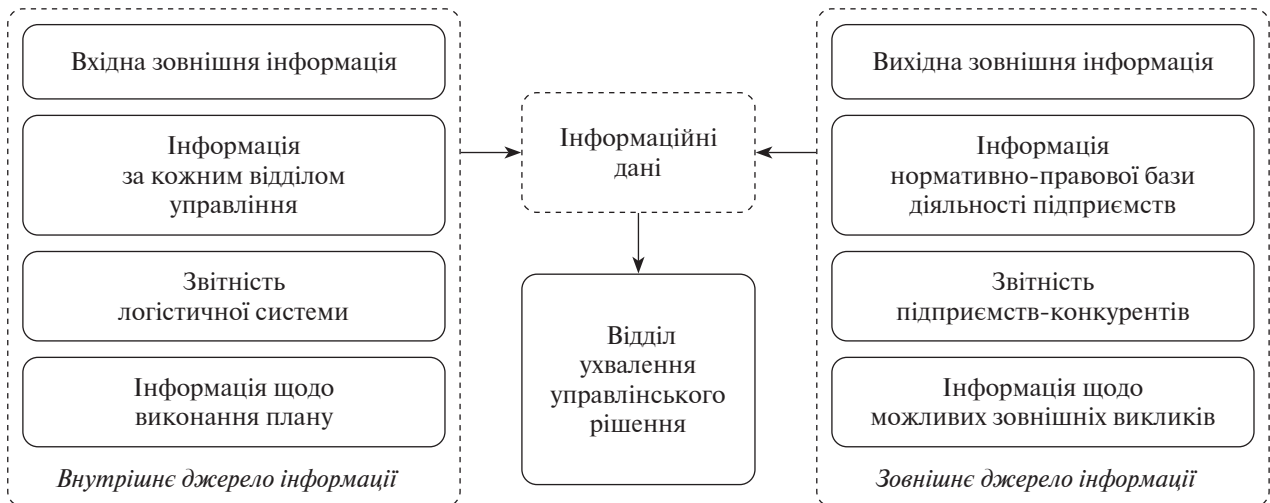 Вхідна зовнішня інформація
Інформація
за кожним відділом
управління
Звітність
логістичної системи
Інформація щодо
виконання плану
Внутрішнє джерело інформації
Інформаційні
дані
Відділ
ухвалення
управлінського
рішення
Вихідна зовнішня інформація
Інформація
нормативно-правової бази
діяльності підприємств
Звітність
підприємств-конкурентів
Інформація щодо
можливих зовнішніх викликів
Зовнішнє джерело інформації